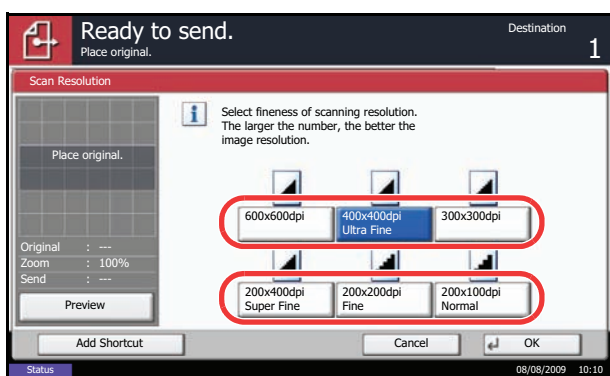 Ready to send.
Place original.
Destination
1
Scan Resolution
Place original.
Original : ---
Zoom : 100%
Send : ---
Preview
i
Select fineness of scanning resolution.
The larger the number, the better the
image resolution.
600x600dpi
400x400dpi
Ultra Fine
300x300dpi
200x400dpi
Super Fine
200x200dpi
Fine
200x100dpi
Normal
Add Shortcut
Cancel
OK
Status
08/08/2009 10:10